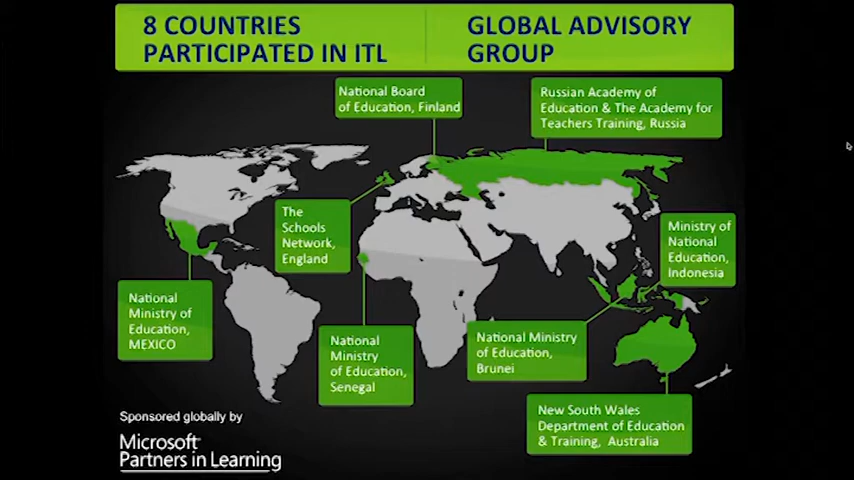 8 COUNTRIES
PARTICIPATED IN ITL
GLOBAL ADVISORY
GROUP
National Board
of Education, Finland
Russian Academy of
Education & The Academy for
Teachers Training, Russia
The
Schools
Network,
England
Ministry of
National
Education,
Indonesia
National
Ministry of
Education,
MEXICO
National
Ministry
of Education,
Senegal
National Ministry
of Education,
Brunei
New South Wales
Department of Education
& Training, Australia
Sponsored globally by
Microsoft
Partners in Learning